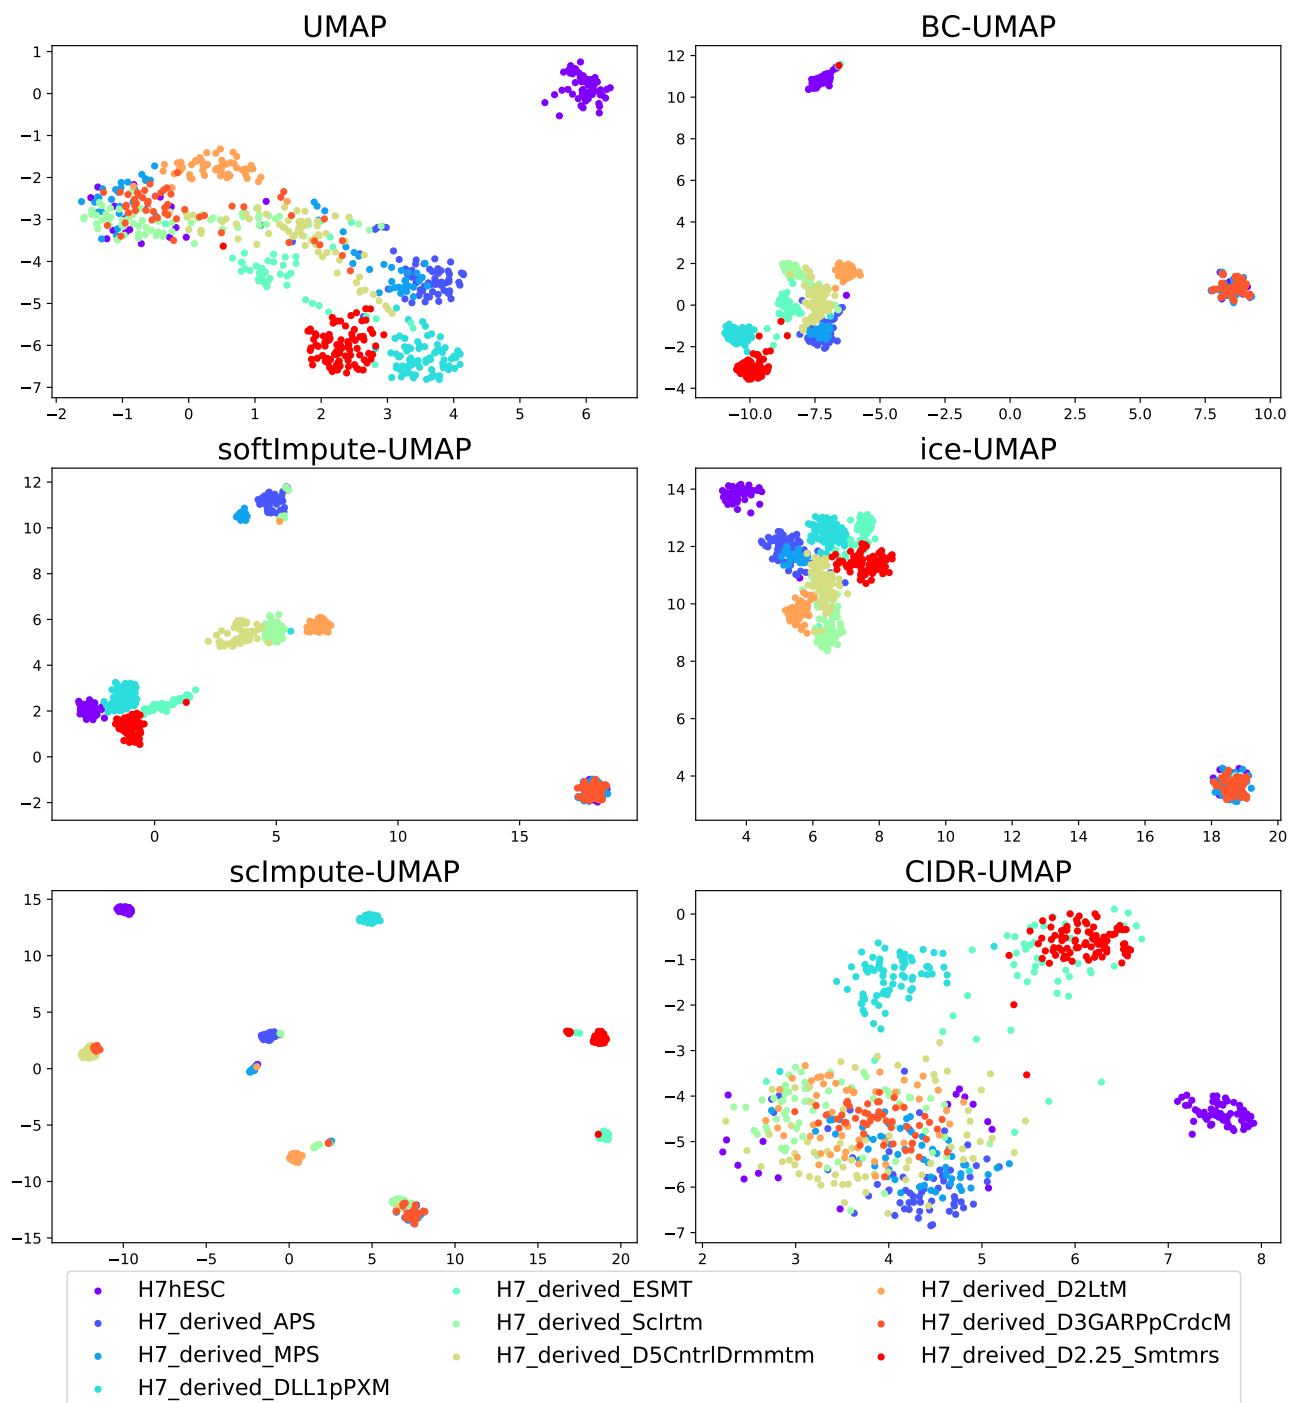 UMAP
BC-UMAP
1
0
−1
−2
−3
−4
−5
−6
−7
−2 −1 0 1 2 3 4 5 6
12
10
8
6
4
2
0
−2
−4
−10.0 −7.5 −5.0 −2.5 0.0 2.5 5.0 7.5 10.0
softImpute-UMAP
ice-UMAP
12
10
8
6
4
2
0
−2
0 5 10 15
14
12
10
8
6
4
4 6 8 10 12 14 16 18 20
scImpute-UMAP
CIDR-UMAP
15
10
5
0
−5
−10
−15
−10 −5 0 5 10 15 20
0
−1
−2
−3
−4
−5
−6
−7
2 3 4 5 6 7 8
H7hESC
H7_derived_APS
H7_derived_MPS
H7_derived_DLL1pPXM
H7_derived_ESMT
H7_derived_Sclrtm
H7_derived_D5CntrlDrmmtm
H7_derived_D2LtM
H7_derived_D3GARPpCrdcM
H7_dreived_D2.25_Smtmrs